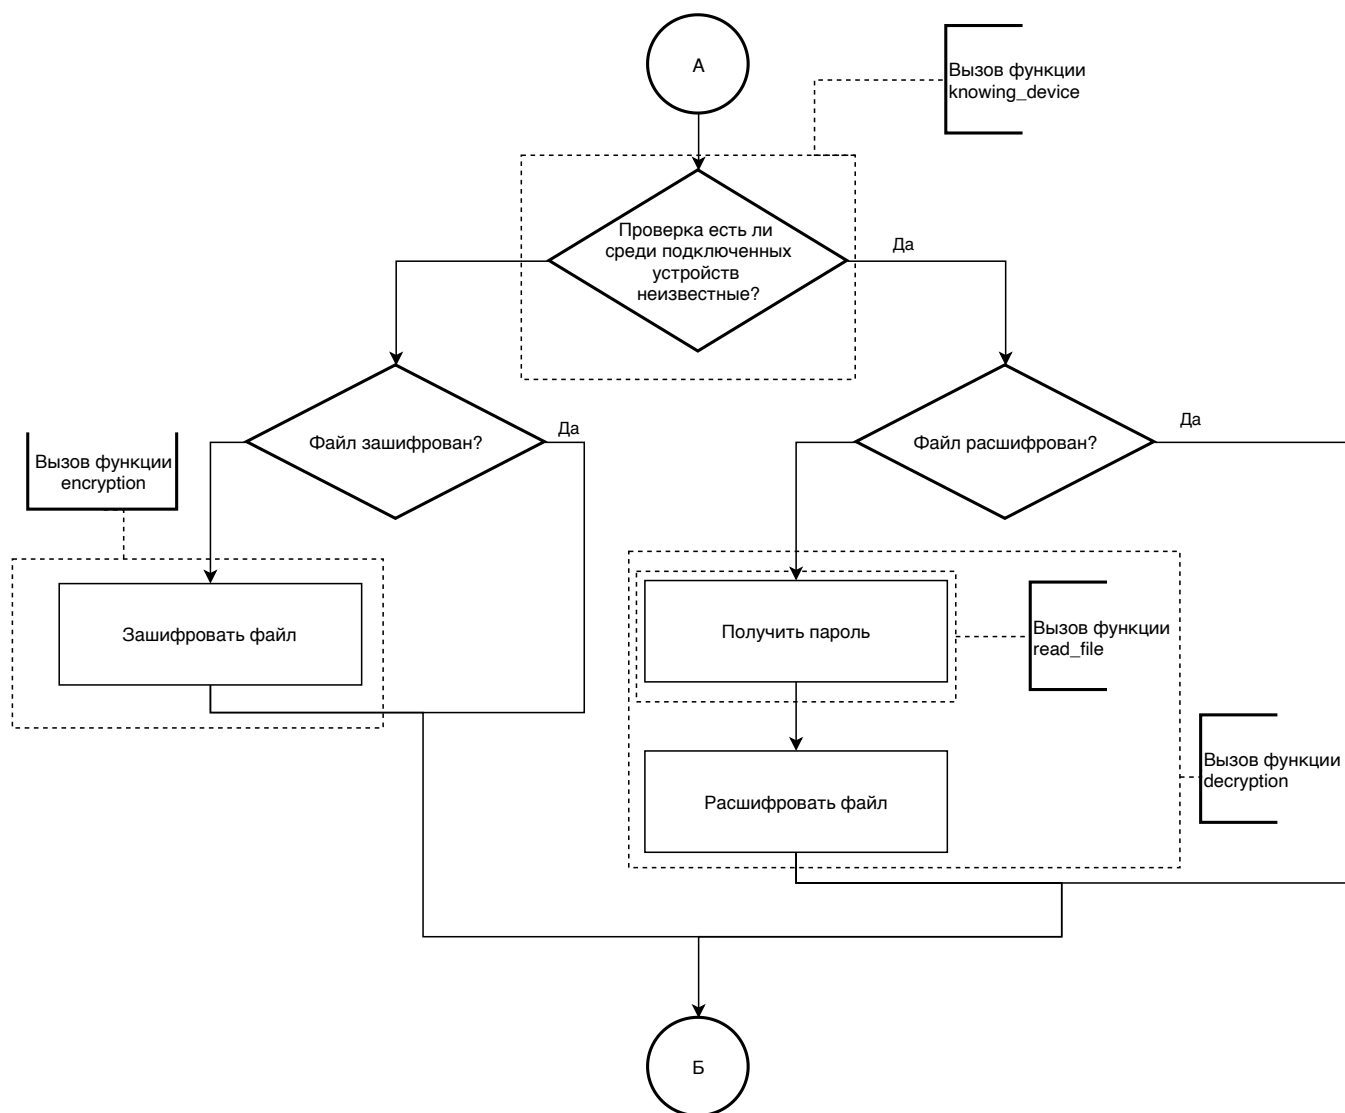 А
Вызов функции
knowing_device
Проверка есть ли
среди подключенных
устройств
неизвестные?
Да
Файл зашифрован?
Да
Файл расшифрован?
Да
Вызов функции
encryption
Зашифровать файл
Получить пароль
Вызов функции
read_file
Расшифровать файл
Вызов функции
decryption
Б